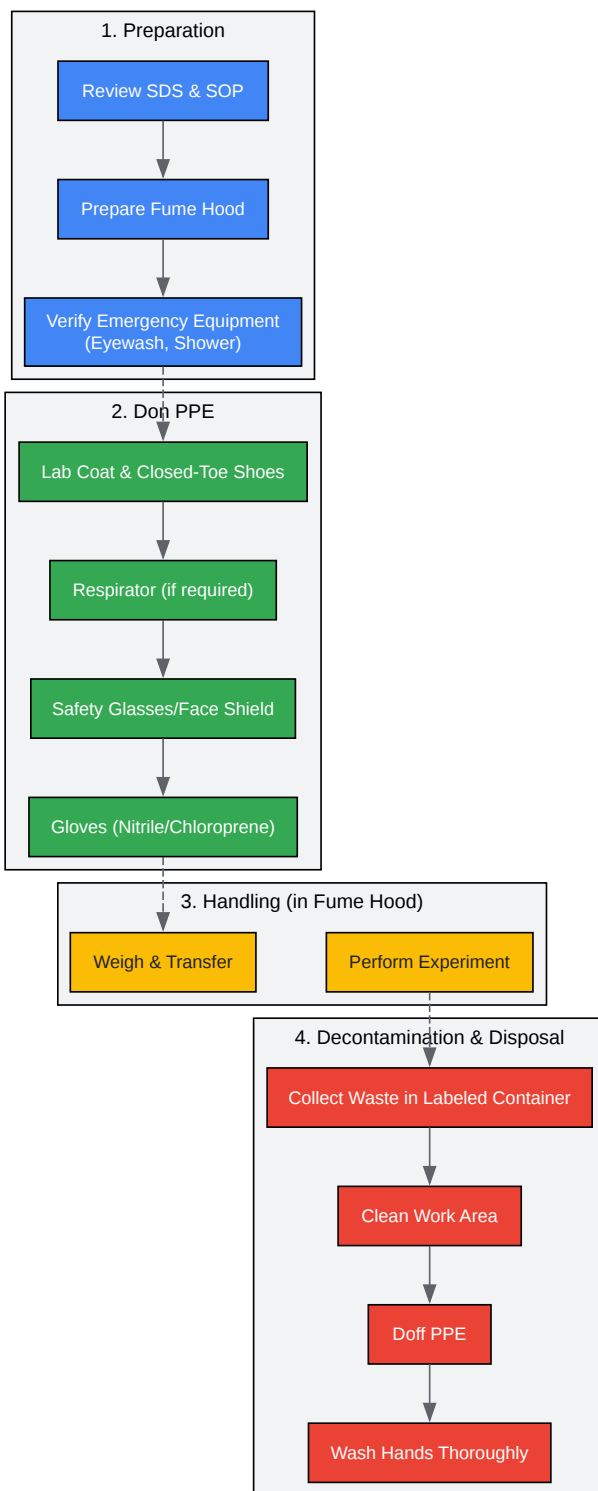 1. Preparation
Review SDS & SOP
Prepare Fume Hood
Verify Emergency Equipment
(Eyewash, Shower)
2. Don PPE
Lab Coat & Closed-Toe Shoes
Respirator (if required)
Safety Glasses/Face Shield
Gloves (Nitrile/Chloroprene)
3. Handling (in Fume Hood)
Weigh & Transfer
Perform Experiment
4. Decontamination & Disposal
Collect Waste in Labeled Container
Clean Work Area
Doff PPE
Wash Hands Thoroughly